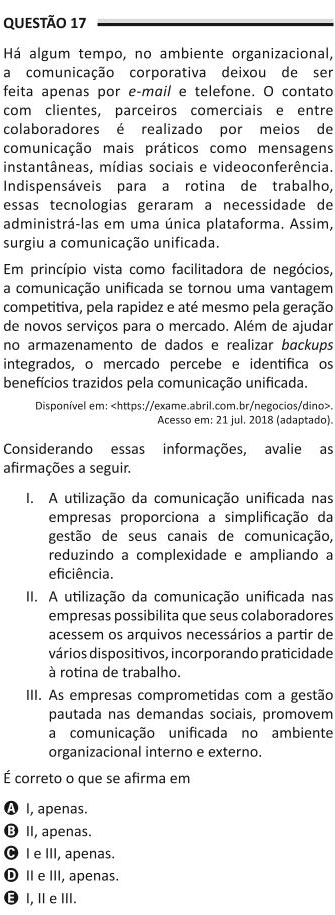 QUESTÃO 17
Há algum tempo, no ambiente organizacional,
a comunicação corporativa deixou de ser
feita apenas por e-mail e telefone. O contato
com clientes, parceiros comerciais e entre
colaboradores é realizado por meios de
comunicação mais práticos como mensagens
instantâneas, mídias sociais e videoconferência.
Indispensáveis para a rotina de trabalho,
essas tecnologias geraram a necessidade de
administrá-las em uma única plataforma. Assim,
surgiu a comunicação unificada.
Em princípio vista como facilitadora de negócios,
a comunicação unificada se tornou uma vantagem
competitiva, pela rapidez e até mesmo pela geração
de novos serviços para o mercado. Além de ajudar
no armazenamento de dados e realizar backups
integrados, o mercado percebe e identifica os
benefícios trazidos pela comunicação unificada.
Disponível em: <https://exame.abril.com.br/negocios/dino>.
Acesso em: 21 jul. 2018 (adaptado).
Considerando essas informações, avalie as
afirmações a seguir.
I. A utilização da comunicação unificada nas
empresas proporciona a simplificação da
gestão de seus canais de comunicação,
reduzindo a complexidade e ampliando a
eficiência.
II. A utilização da comunicação unificada nas
empresas possibilita que seus colaboradores
acessem os arquivos necessários a partir de
vários dispositivos, incorporando praticidade
à rotina de trabalho.
III. As empresas comprometidas com a gestão
pautada nas demandas sociais, promovem
a comunicação unificada no ambiente
organizacional interno e externo.
É correto o que se afirma em
A I, apenas.
B II, apenas.
C I e III, apenas.
D II e III, apenas.
E I, II e III.